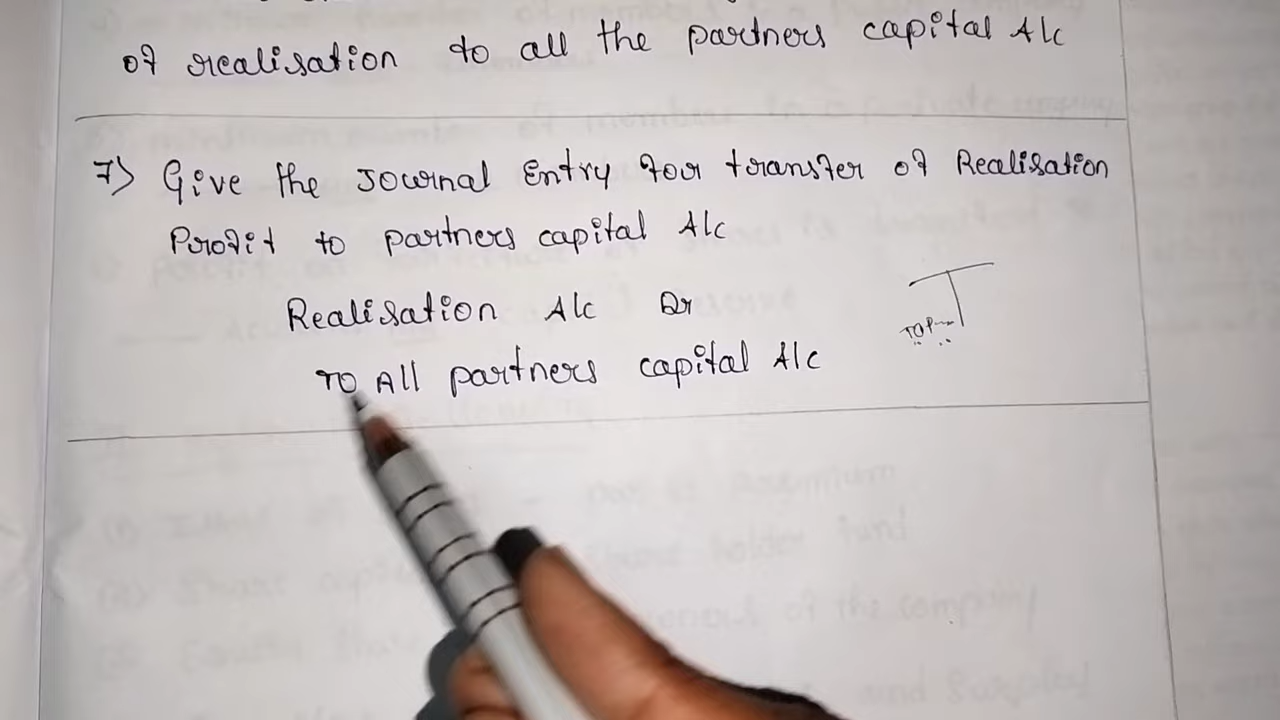 of realisation to all the partners capital A/c
7) Give the Journal Entry for transfer of Realisation
Profit to partners capital A/c
Realisation A/c Dr
To All partners capital A/c